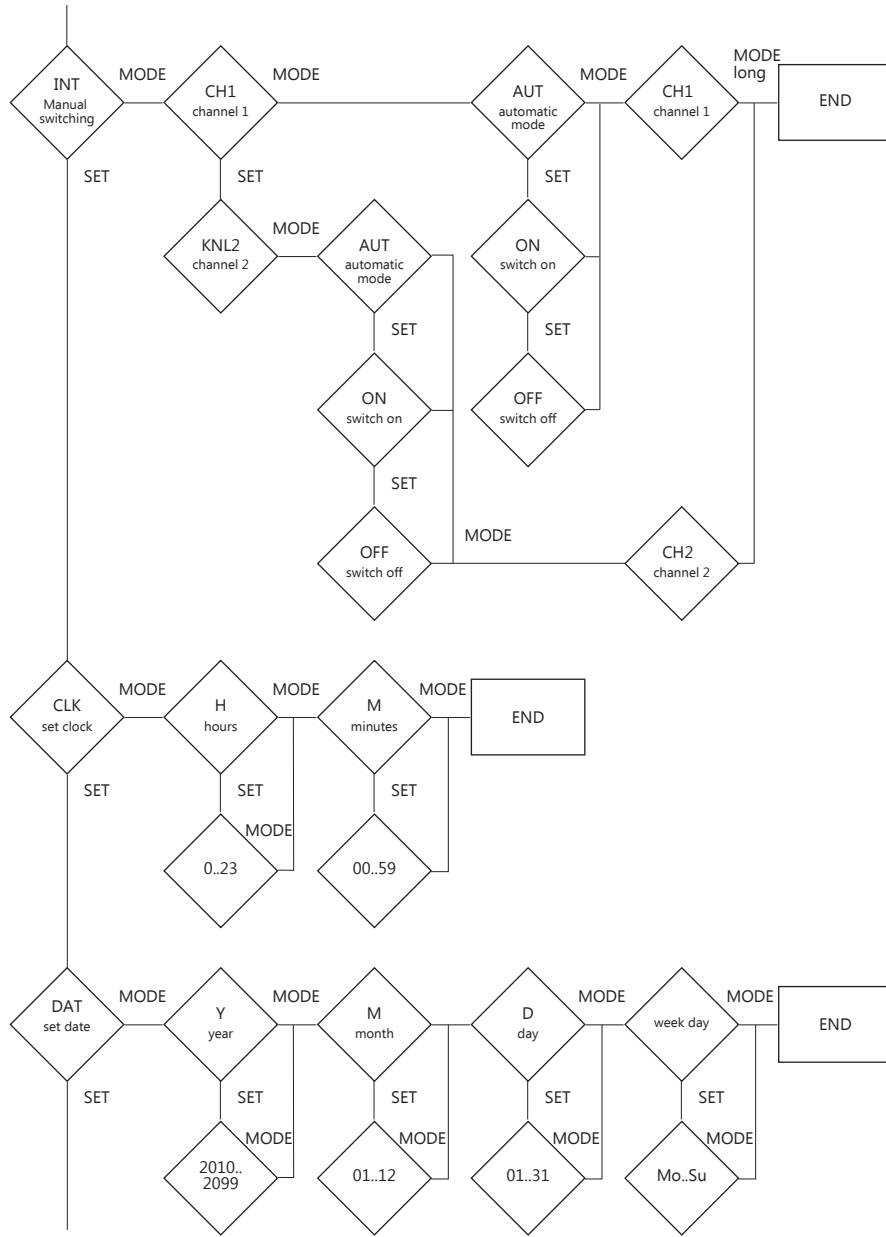 MODE
MODE
MODE
MODE
long
INT
Manual
switching
CH1
channel 1
AUT
automatic
mode
CH1
channel 1
END
SET
SET
SET
MODE
KNL2
channel 2
AUT
automatic
mode
ON
switch on
SET
SET
ON
switch on
OFF
switch off
SET
MODE
OFF
switch off
CH2
channel 2
MODE
MODE
MODE
CLK
set clock
H
hours
M
minutes
END
SET
SET
SET
MODE
0..23
00..59
MODE
MODE
MODE
MODE
DAT
set date
Y
year
M
month
D
day
week day
END
SET
SET
SET
SET
SET
MODE
MODE
MODE
MODE
2010..
2099
01..12
01..31
Mo..Su